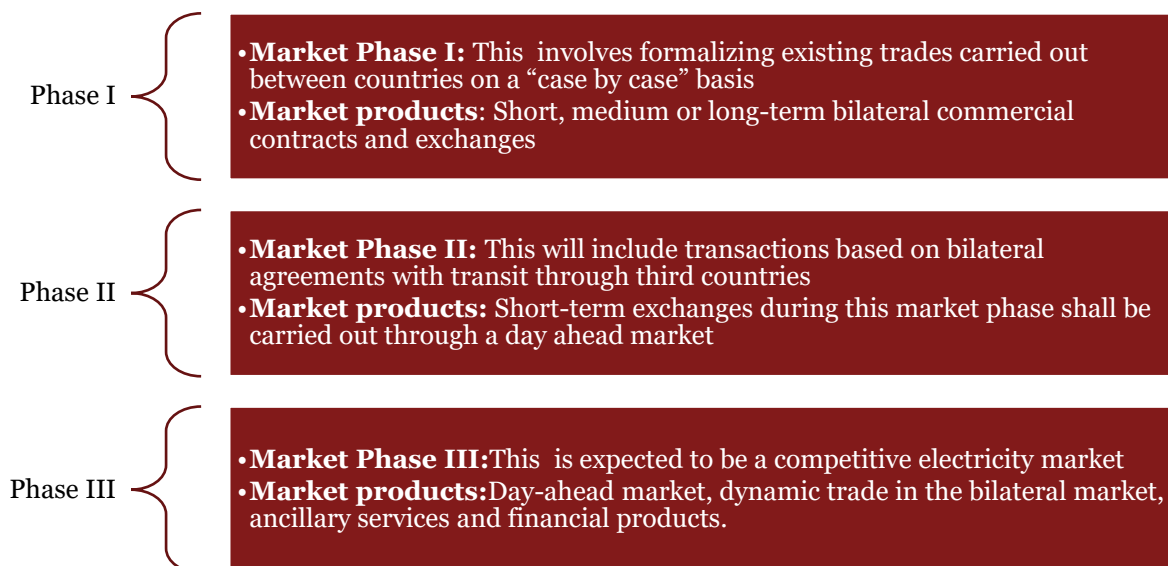 Phase I
•Market Phase I: This involves formalizing existing trades carried out
between countries on a “case by case” basis
•Market products: Short, medium or long-term bilateral commercial
contracts and exchanges
Phase II
•Market Phase II: This will include transactions based on bilateral
agreements with transit through third countries
•Market products: Short-term exchanges during this market phase shall be
carried out through a day ahead market
Phase III
•Market Phase III:This is expected to be a competitive electricity market
•Market products:Day-ahead market, dynamic trade in the bilateral market,
ancillary services and financial products.